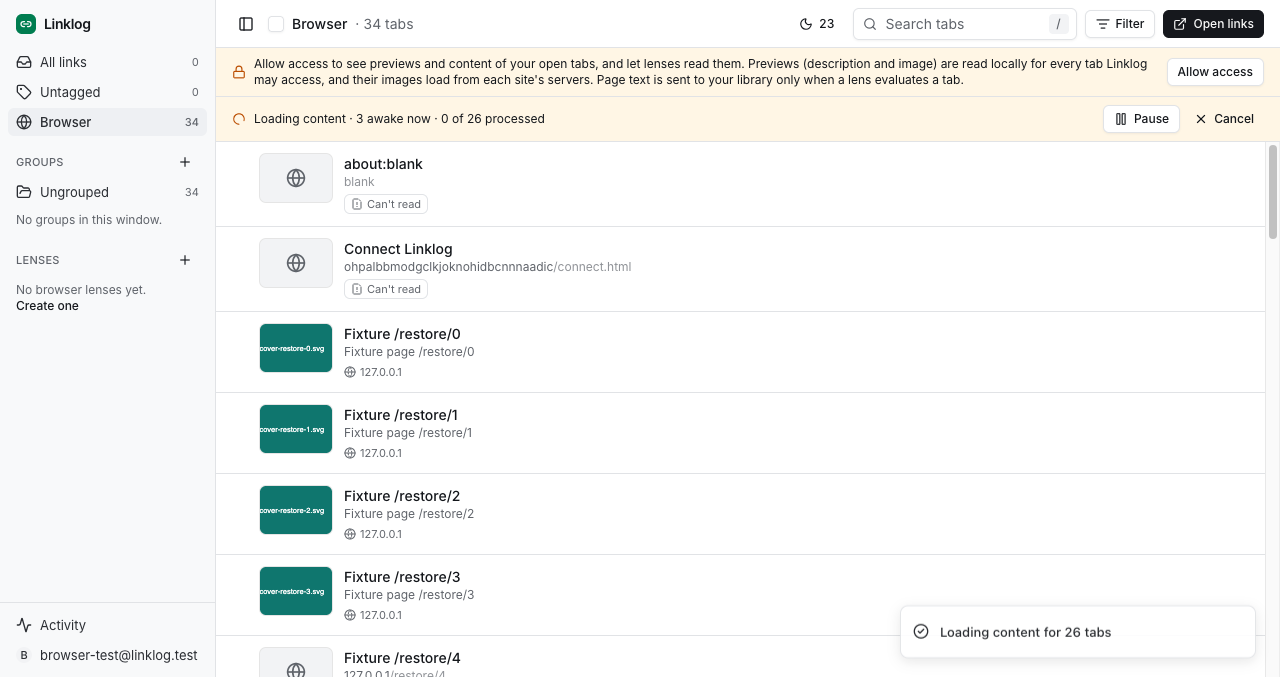 Linklog
All links 0
Untagged 0
Browser 34
GROUPS
Ungrouped 34
No groups in this window.
LENSES
No browser lenses yet.
Create one
Activity
B browser-test@linklog.test
Browser · 34 tabs
23
Search tabs /
Filter
Open links
Allow access to see previews and content of your open tabs, and let lenses read them. Previews (description and image) are read locally for every tab Linklog
may access, and their images load from each site's servers. Page text is sent to your library only when a lens evaluates a tab.
Allow access
Loading content · 3 awake now · 0 of 26 processed
Pause
Cancel
about:blank
blank
Can't read
Connect Linklog
ohpalbbmodgclkjoknohidbcnnnaadic/connect.html
Can't read
cover-restore-0.svg
Fixture /restore/0
Fixture page /restore/0
127.0.0.1
cover-restore-1.svg
Fixture /restore/1
Fixture page /restore/1
127.0.0.1
cover-restore-2.svg
Fixture /restore/2
Fixture page /restore/2
127.0.0.1
cover-restore-3.svg
Fixture /restore/3
Fixture page /restore/3
127.0.0.1
Fixture /restore/4
127.0.0.1/restore/4
Loading content for 26 tabs